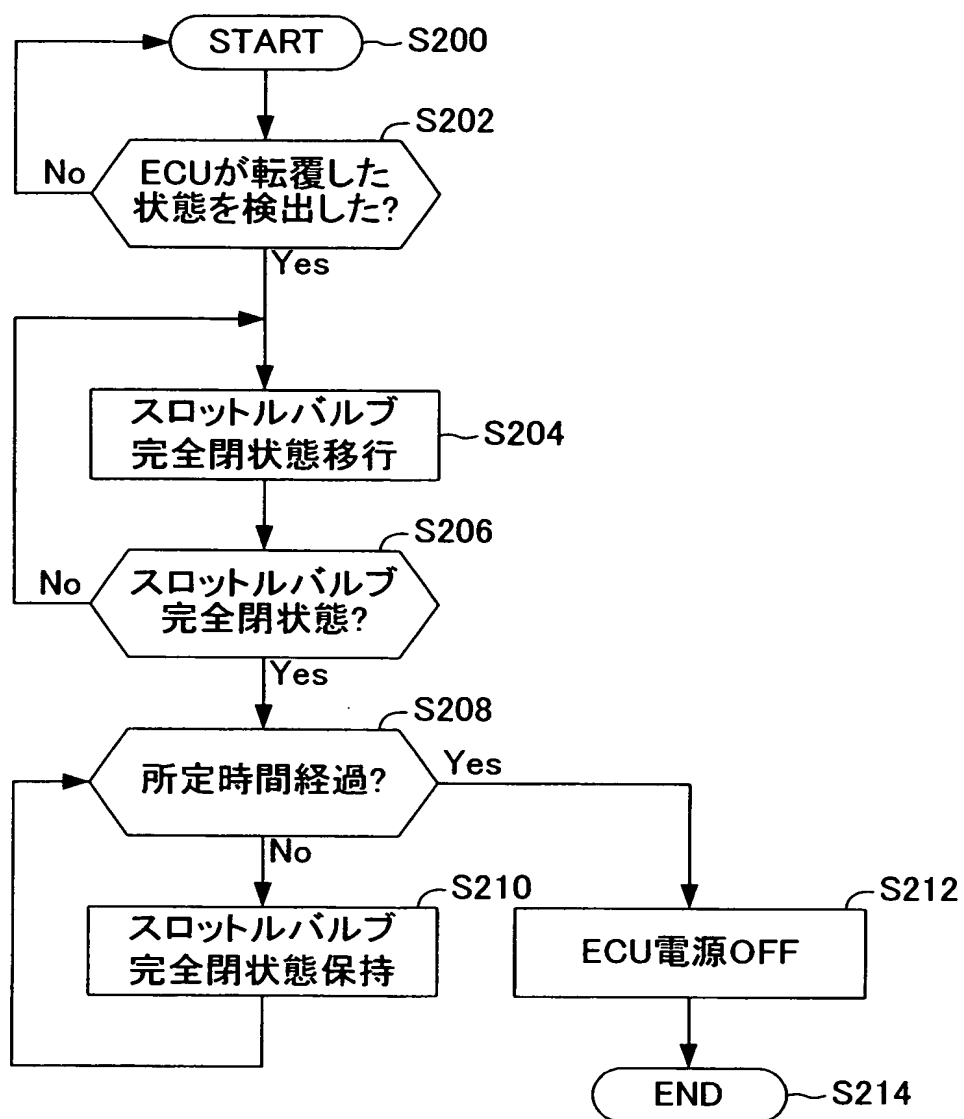 START
S200
S202
No
ECUが転覆した
状態を検出した?
Yes
スロットルバルブ
完全閉状態移行
S204
S206
No
スロットルバルブ
完全閉状態?
Yes
S208
所定時間経過?
Yes
No
S210
スロットルバルブ
完全閉状態保持
S212
ECU電源OFF
END
S214